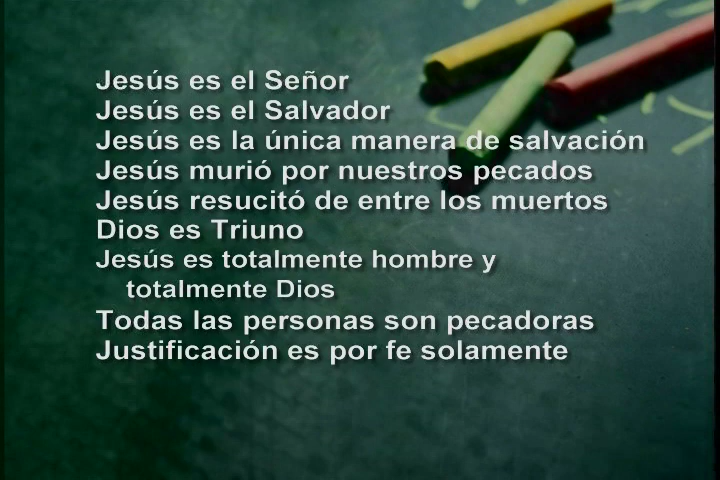 Jesús es el Señor
Jesús es el Salvador
Jesús es la única manera de salvación
Jesús murió por nuestros pecados
Jesús resucitó de entre los muertos
Dios es Triuno
Jesús es totalmente hombre y
totalmente Dios
Todas las personas son pecadoras
Justificación es por fe solamente